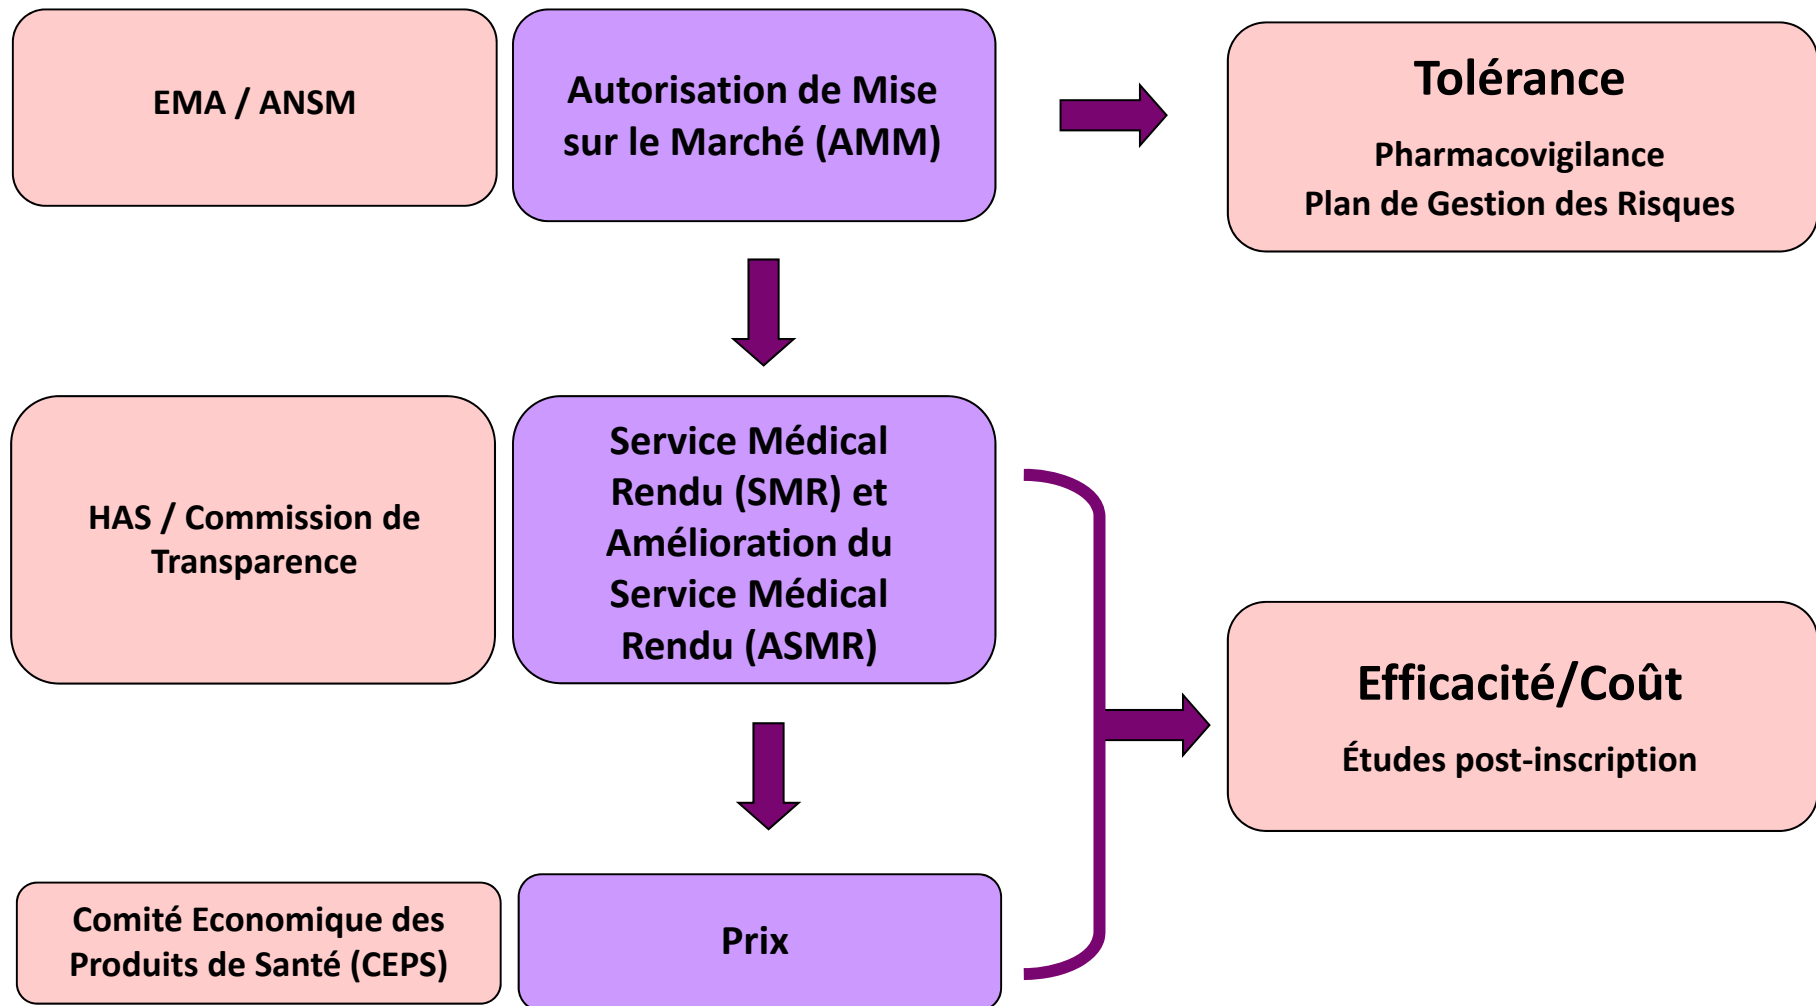 EMA / ANSM
Autorisation de Mise
sur le Marché (AMM)
Tolérance
Pharmacovigilance
Plan de Gestion des Risques
HAS / Commission de
Transparence
Service Médical
Rendu (SMR) et
Amélioration du
Service Médical
Rendu (ASMR)
Efficacité/Coût
Études post-inscription
Comité Economique des
Produits de Santé (CEPS)
Prix